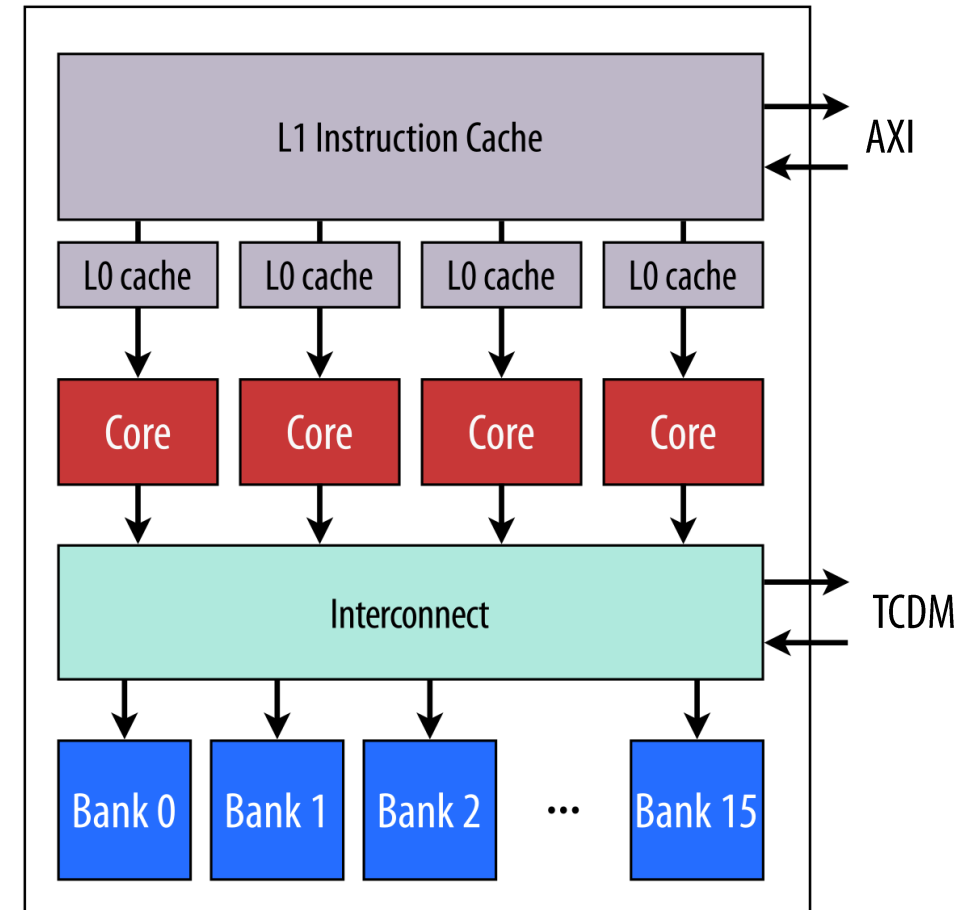 L1 Instruction Cache
AXI
L0 cache L0 cache L0 cache L0 cache
Core Core Core Core
Interconnect
TCDM
Bank 0 Bank 1 Bank 2 ... Bank 15